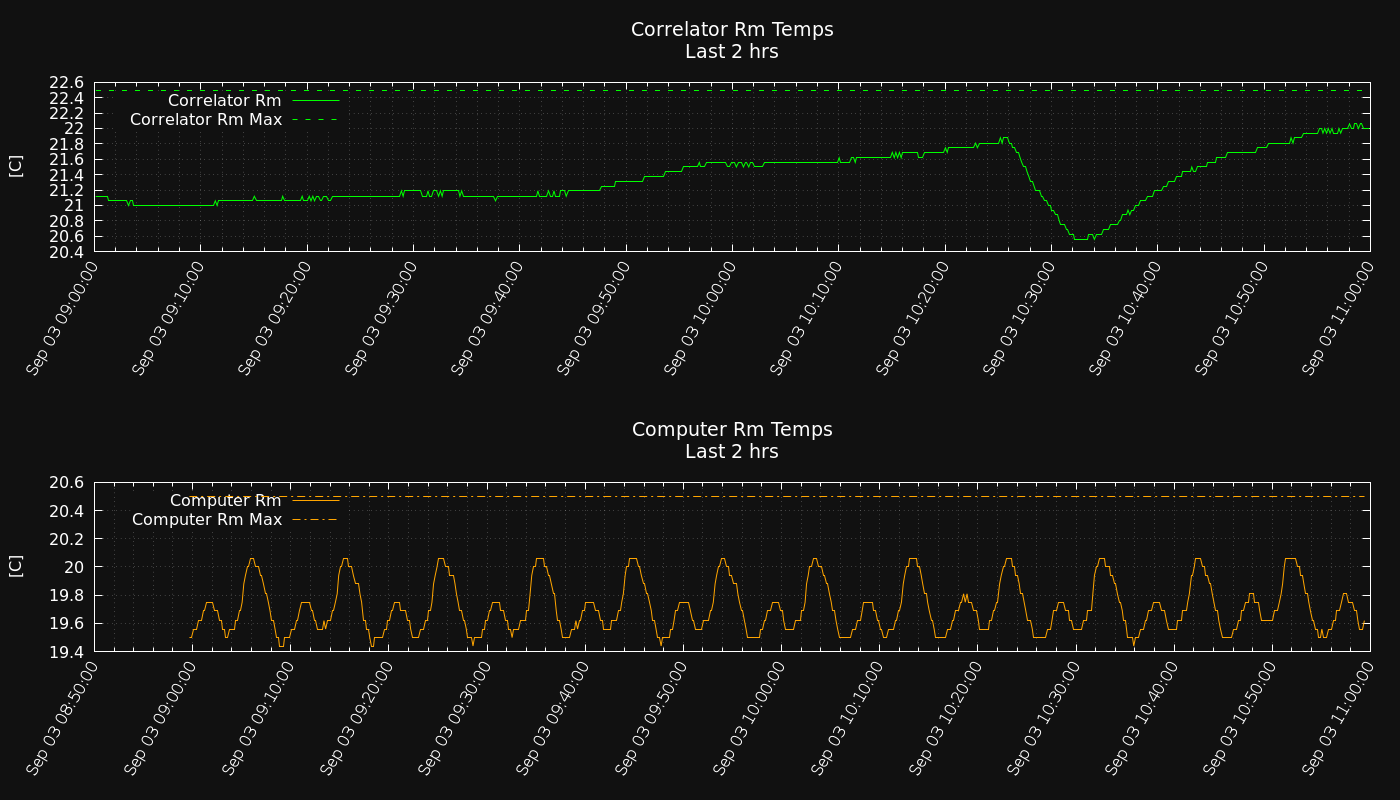 Correlator Rm Temps
Last 2 hrs
[C]
22.6
22.4
22.2
22
21.8
21.6
21.4
21.2
21
20.8
20.6
20.4
Correlator Rm
Correlator Rm Max
Sep 03 09:00:00
Sep 03 09:10:00
Sep 03 09:20:00
Sep 03 09:30:00
Sep 03 09:40:00
Sep 03 09:50:00
Sep 03 10:00:00
Sep 03 10:10:00
Sep 03 10:20:00
Sep 03 10:30:00
Sep 03 10:40:00
Sep 03 10:50:00
Sep 03 11:00:00
Computer Rm Temps
Last 2 hrs
[C]
20.6
20.4
20.2
20
19.8
19.6
19.4
Computer Rm
Computer Rm Max
Sep 03 08:50:00
Sep 03 09:00:00
Sep 03 09:10:00
Sep 03 09:20:00
Sep 03 09:30:00
Sep 03 09:40:00
Sep 03 09:50:00
Sep 03 10:00:00
Sep 03 10:10:00
Sep 03 10:20:00
Sep 03 10:30:00
Sep 03 10:40:00
Sep 03 10:50:00
Sep 03 11:00:00